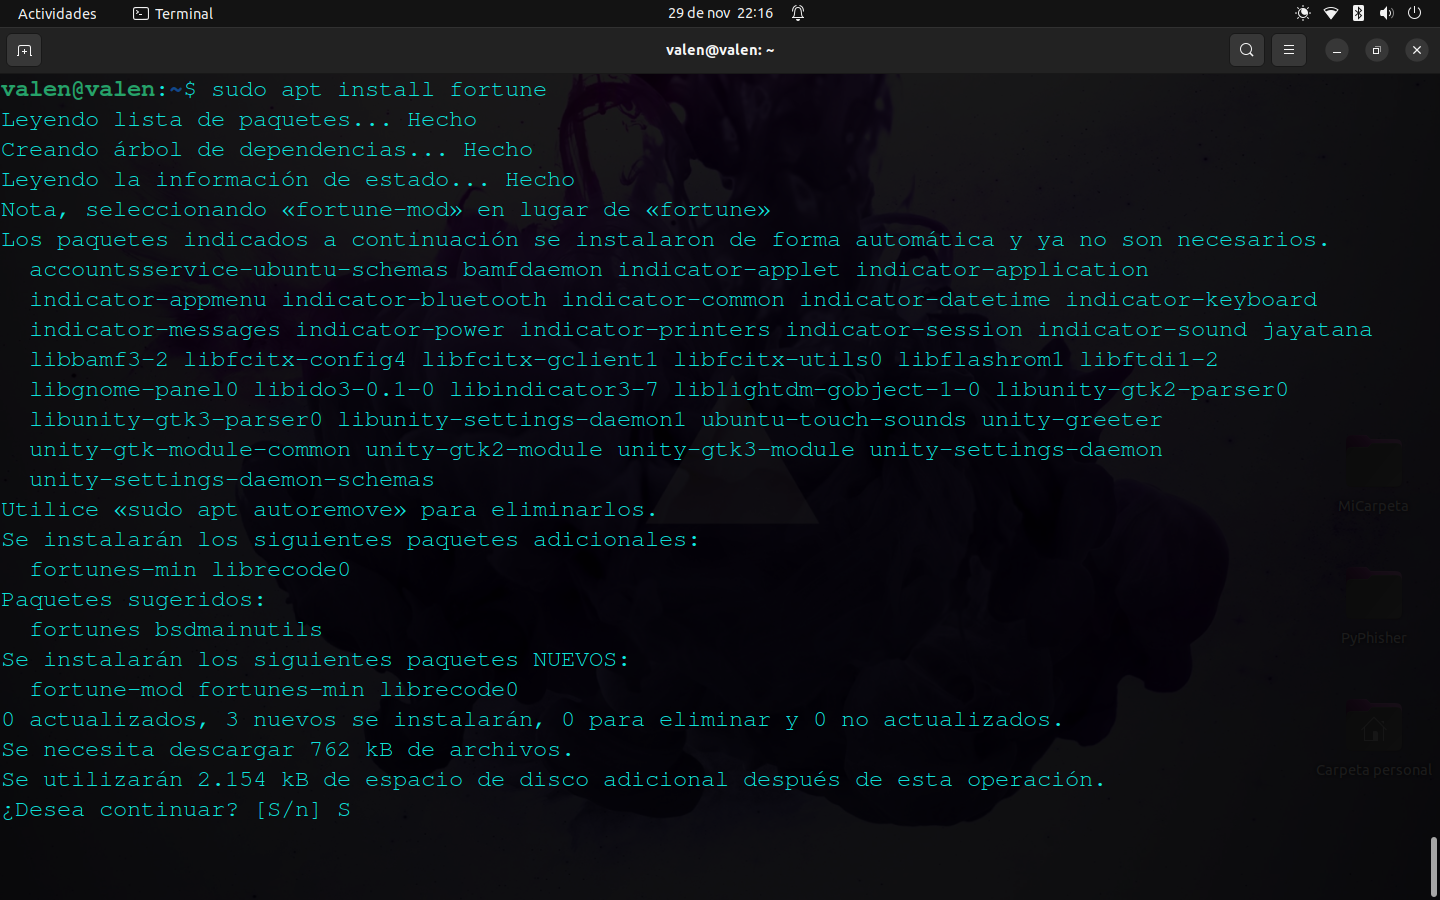 Actividades Terminal 29 de nov 22:16
valen@valen: ~
valen@valen:~$ sudo apt install fortune
Leyendo lista de paquetes... Hecho
Creando árbol de dependencias... Hecho
Leyendo la información de estado... Hecho
Nota, seleccionando «fortune-mod» en lugar de «fortune»
Los paquetes indicados a continuación se instalaron de forma automática y ya no son necesarios.
  accountsservice-ubuntu-schemas bamfdaemon indicator-applet indicator-application
  indicator-appmenu indicator-bluetooth indicator-common indicator-datetime indicator-keyboard
  indicator-messages indicator-power indicator-printers indicator-session indicator-sound jayatana
  libbamf3-2 libfcitx-config4 libfcitx-gclient1 libfcitx-utils0 libflashrom1 libftdi1-2
  libgnome-panel0 libido3-0.1-0 libindicator3-7 liblightdm-gobject-1-0 libunity-gtk2-parser0
  libunity-gtk3-parser0 libunity-settings-daemon1 ubuntu-touch-sounds unity-greeter
  unity-gtk-module-common unity-gtk2-module unity-gtk3-module unity-settings-daemon
  unity-settings-daemon-schemas
Utilice «sudo apt autoremove» para eliminarlos.
Se instalarán los siguientes paquetes adicionales:
  fortunes-min librecode0
Paquetes sugeridos:
  fortunes bsdmainutils
Se instalarán los siguientes paquetes NUEVOS:
  fortune-mod fortunes-min librecode0
0 actualizados, 3 nuevos se instalarán, 0 para eliminar y 0 no actualizados.
Se necesita descargar 762 kB de archivos.
Se utilizarán 2.154 kB de espacio de disco adicional después de esta operación.
¿Desea continuar? [S/n] S
MiCarpeta
PyPhisher
Carpeta personal